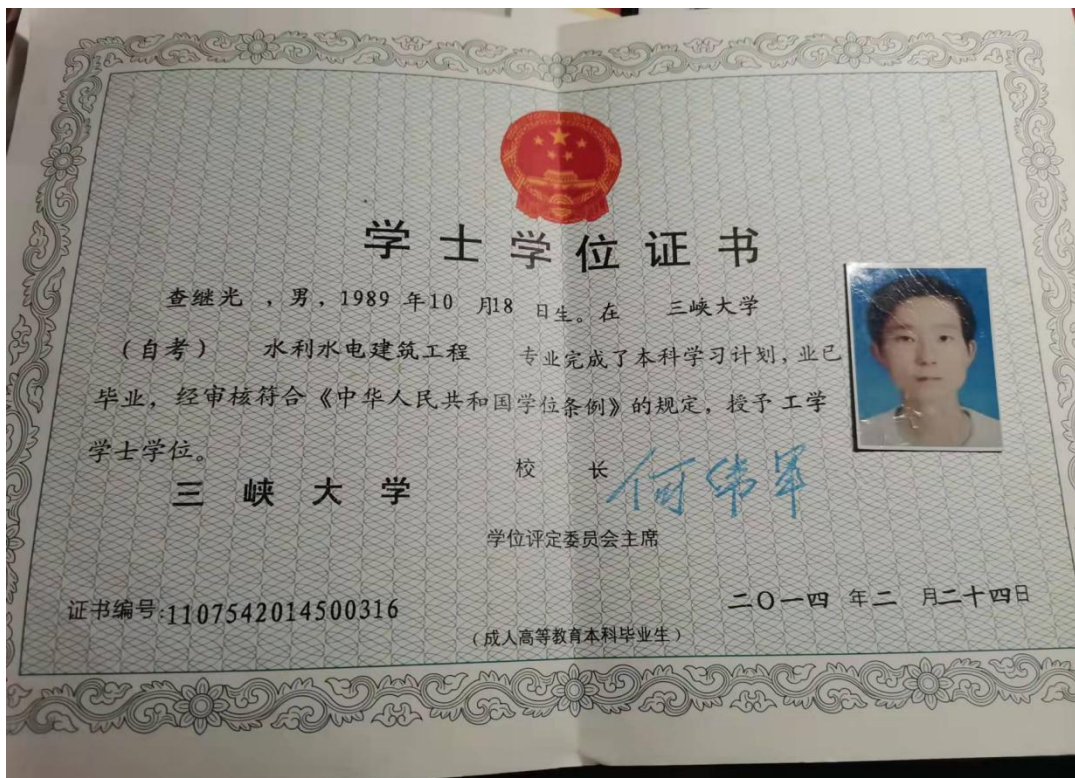 学士学位证书
查继光 ，男，1989 年10 月18 日生。在 三峡大学
（自考） 水利水电建筑工程 专业完成了本科学习计划，业已
毕业，经审核符合《中华人民共和国学位条例》的规定，授予 工学
学士学位。
三峡大学
校长 何伟军
学位评定委员会主席
证书编号:1107542014500316
二〇一四 年二 月二十四日
（成人高等教育本科毕业生）